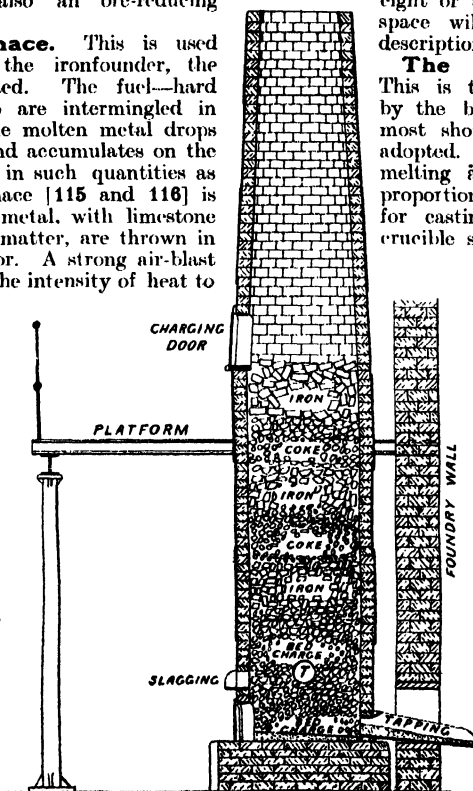 also an ore-reducing
nace. This is used
the ironfounder, the
ed. The fuel—hard
are intermingled in
e molten metal drops
nd accumulates on the
in such quantities as
nace [115 and 116] is
metal, with limestone
matter, are thrown in
or. A strong air-blast
he intensity of heat to
eight or
space wil
description
The
This is t
by the b
most sho
adopted.
melting a
proportion
for castin
crucible s
CHARGING
DOOR
IRON
PLATFORM
COKE
IRON
COKE
IRON
BED
CHARGE
T
SLAGGING
CHARGE
TAPPING
FOUNDRY WALL